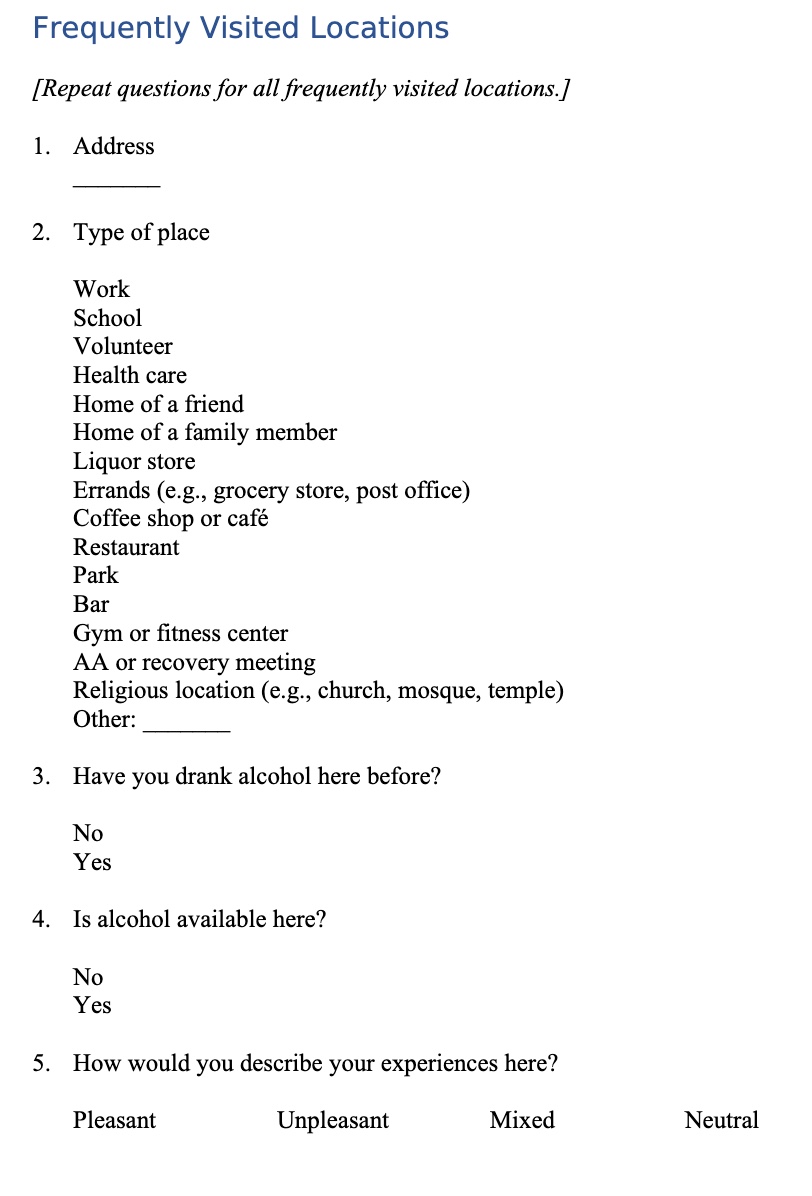 Frequently Visited Locations
[Repeat questions for all frequently visited locations.]
1. Address
_______
2. Type of place
Work
School
Volunteer
Health care
Home of a friend
Home of a family member
Liquor store
Errands (e.g., grocery store, post office)
Coffee shop or café
Restaurant
Park
Bar
Gym or fitness center
AA or recovery meeting
Religious location (e.g., church, mosque, temple)
Other: _______
3. Have you drank alcohol here before?
No
Yes
4. Is alcohol available here?
No
Yes
5. How would you describe your experiences here?
Pleasant Unpleasant Mixed Neutral